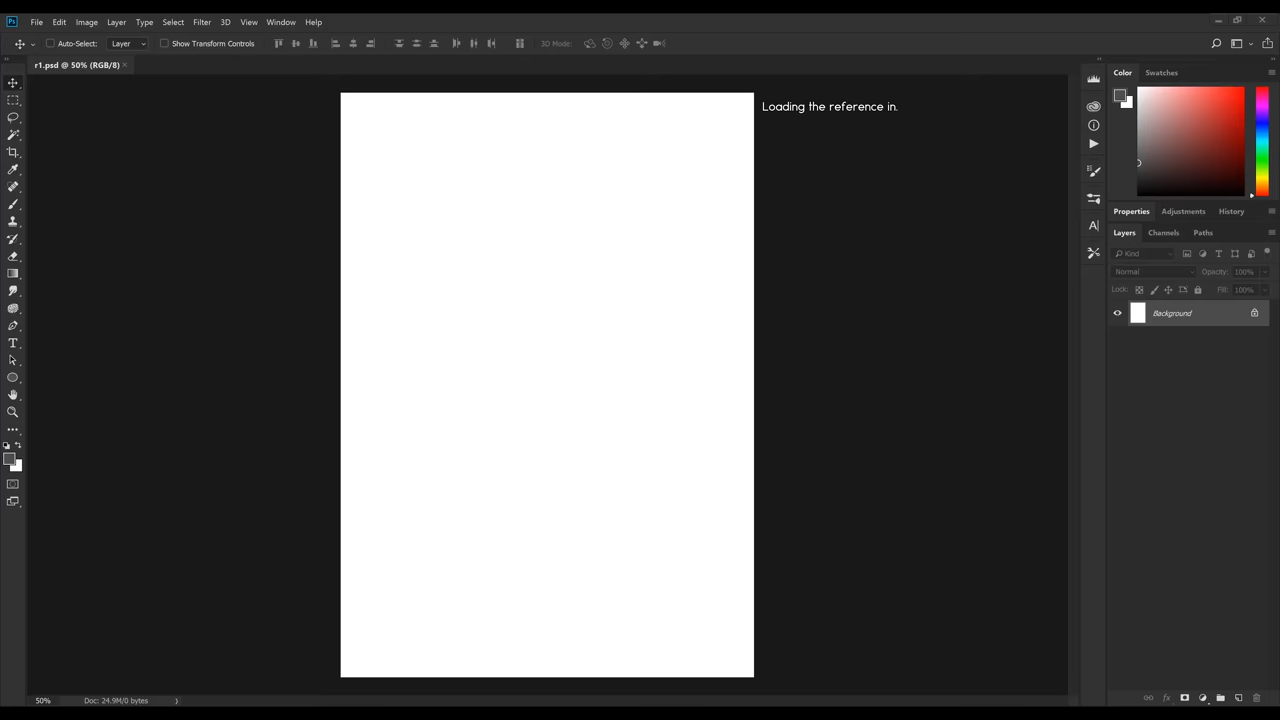 Ps File Edit Image Layer Type Select Filter 3D View Window Help
Auto-Select: Layer Show Transform Controls 3D Mode:
r1.psd @ 50% (RGB/8) ×
Loading the reference in.
Color Swatches
Properties Adjustments History
Layers Channels Paths
Kind
Normal Opacity: 100%
Lock: Fill: 100%
Background
50% Doc: 24.9M/0 bytes